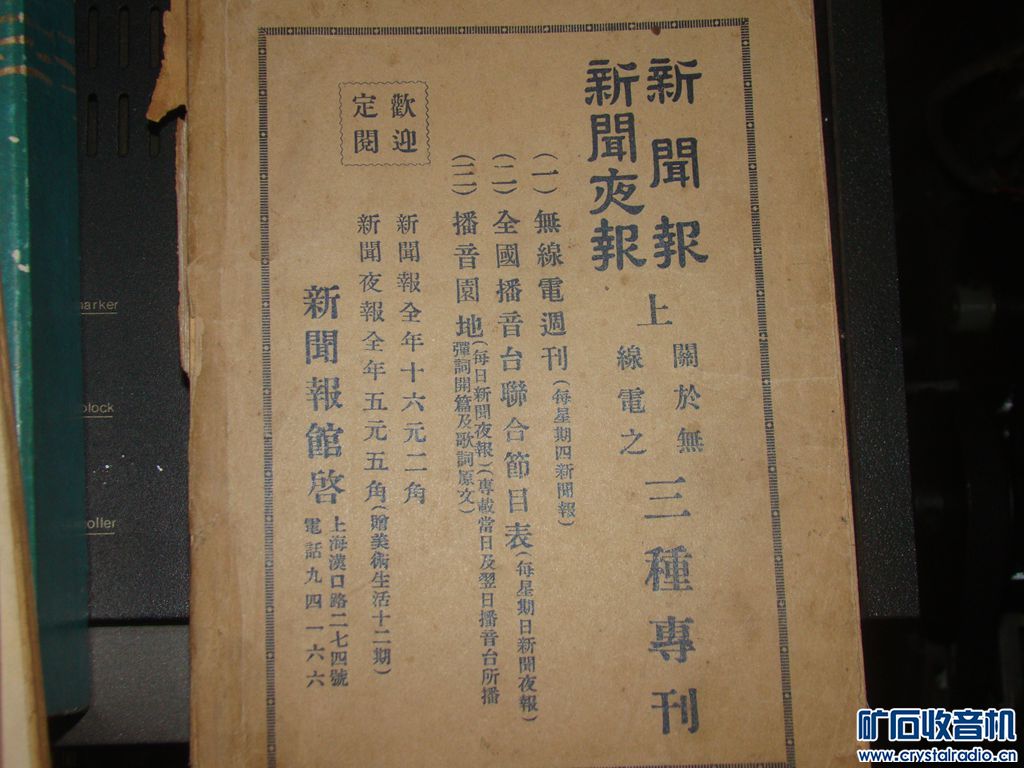 新聞報
新聞夜報
上
關於無
線電之
三種專刊
(一)無線電週刊(每星期四新聞報)
(二)全國播音台聯合節目表(每星期日新聞夜報)
(三)播音園地(每日新聞夜報)(專載當日及翌日播音台所播
彈詞開篇及歌詞原文)
歡迎
定閱
新聞報全年十六元二角
新聞夜報全年五元五角(贈美術生活十二期)
新聞報館啓
上海漢口路二七四號
電話九四一六六
arker
lock
oller
矿石收音机
www.crystalradio.cn